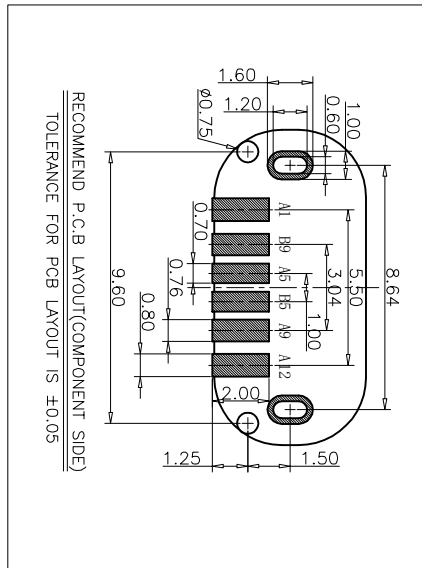 1.60
1.20
0.60
1.00
Ø0.75
A1
B9
A5
B5
A9
A12
0.70
0.76
0.80
1.00
3.04
5.50
8.64
9.60
2.00
1.25
1.50
RECOMMEND P.C.B LAYOUT(COMPONENT SIDE)
TOLERANCE FOR PCB LAYOUT IS ±0.05